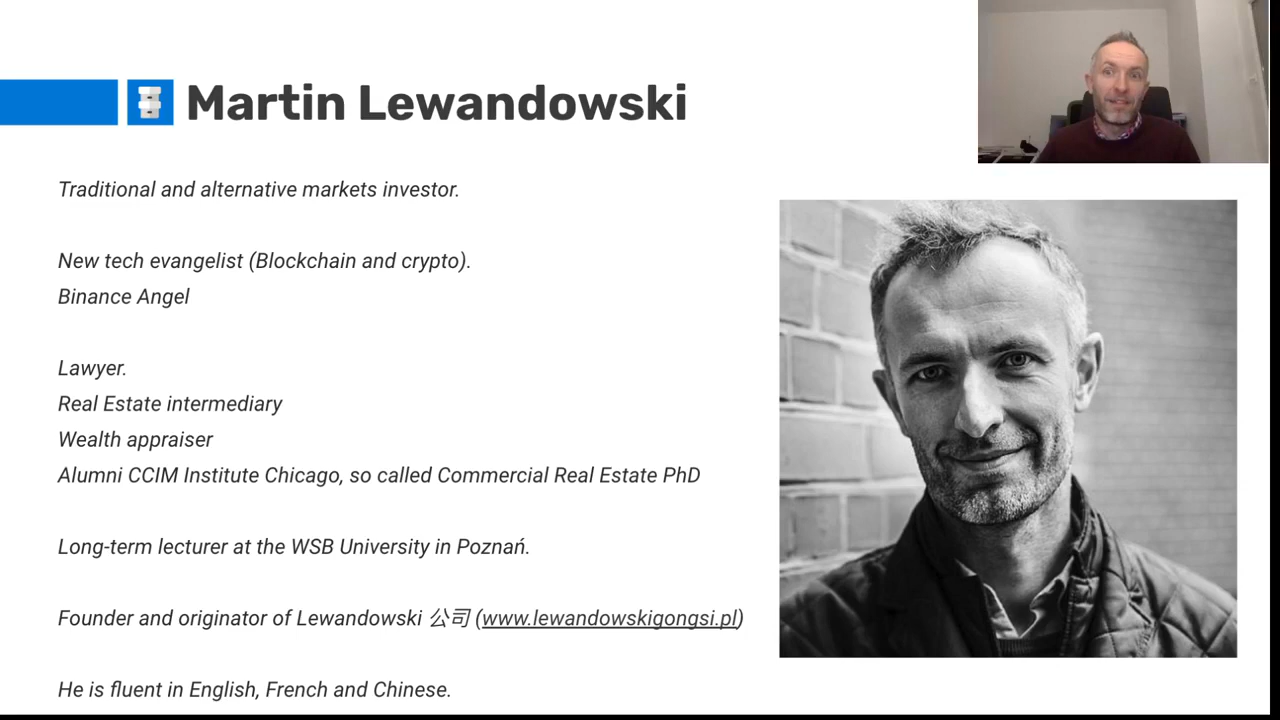 Martin Lewandowski
Traditional and alternative markets investor.
New tech evangelist (Blockchain and crypto).
Binance Angel
Lawyer.
Real Estate intermediary
Wealth appraiser
Alumni CCIM Institute Chicago, so called Commercial Real Estate PhD
Long-term lecturer at the WSB University in Poznań.
Founder and originator of Lewandowski 公司 (www.lewandowskigongsi.pl)
He is fluent in English, French and Chinese.